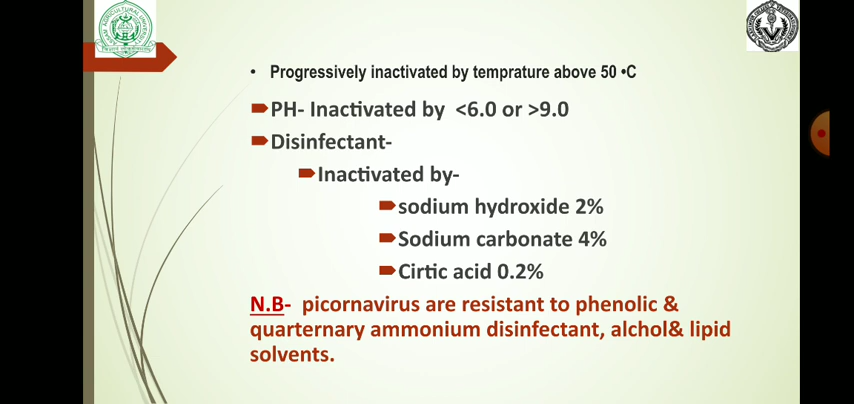 Progressively inactivated by temprature above 50 •C
PH- Inactivated by <6.0 or >9.0
Disinfectant-
Inactivated by-
sodium hydroxide 2%
Sodium carbonate 4%
Cirtic acid 0.2%
N.B- picornavirus are resistant to phenolic &
quarternary ammonium disinfectant, alchol& lipid
solvents.